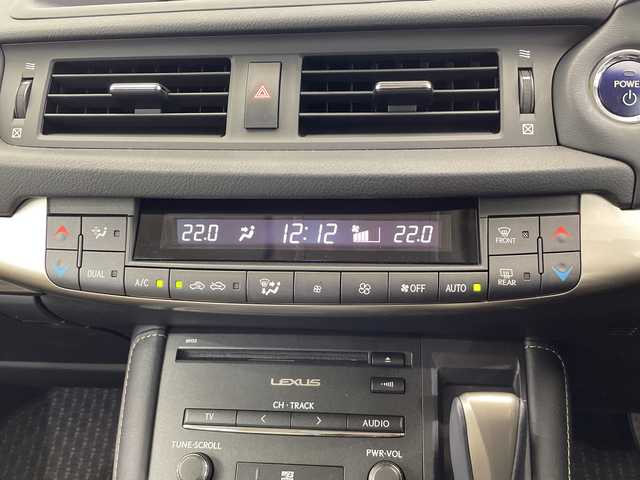 POWER
22.0 12:12 22.0
FRONT
DUAL A/C OFF AUTO REAR
LEXUS
CH · TRACK
TV AUDIO
TUNE·SCROLL PWR·VOL